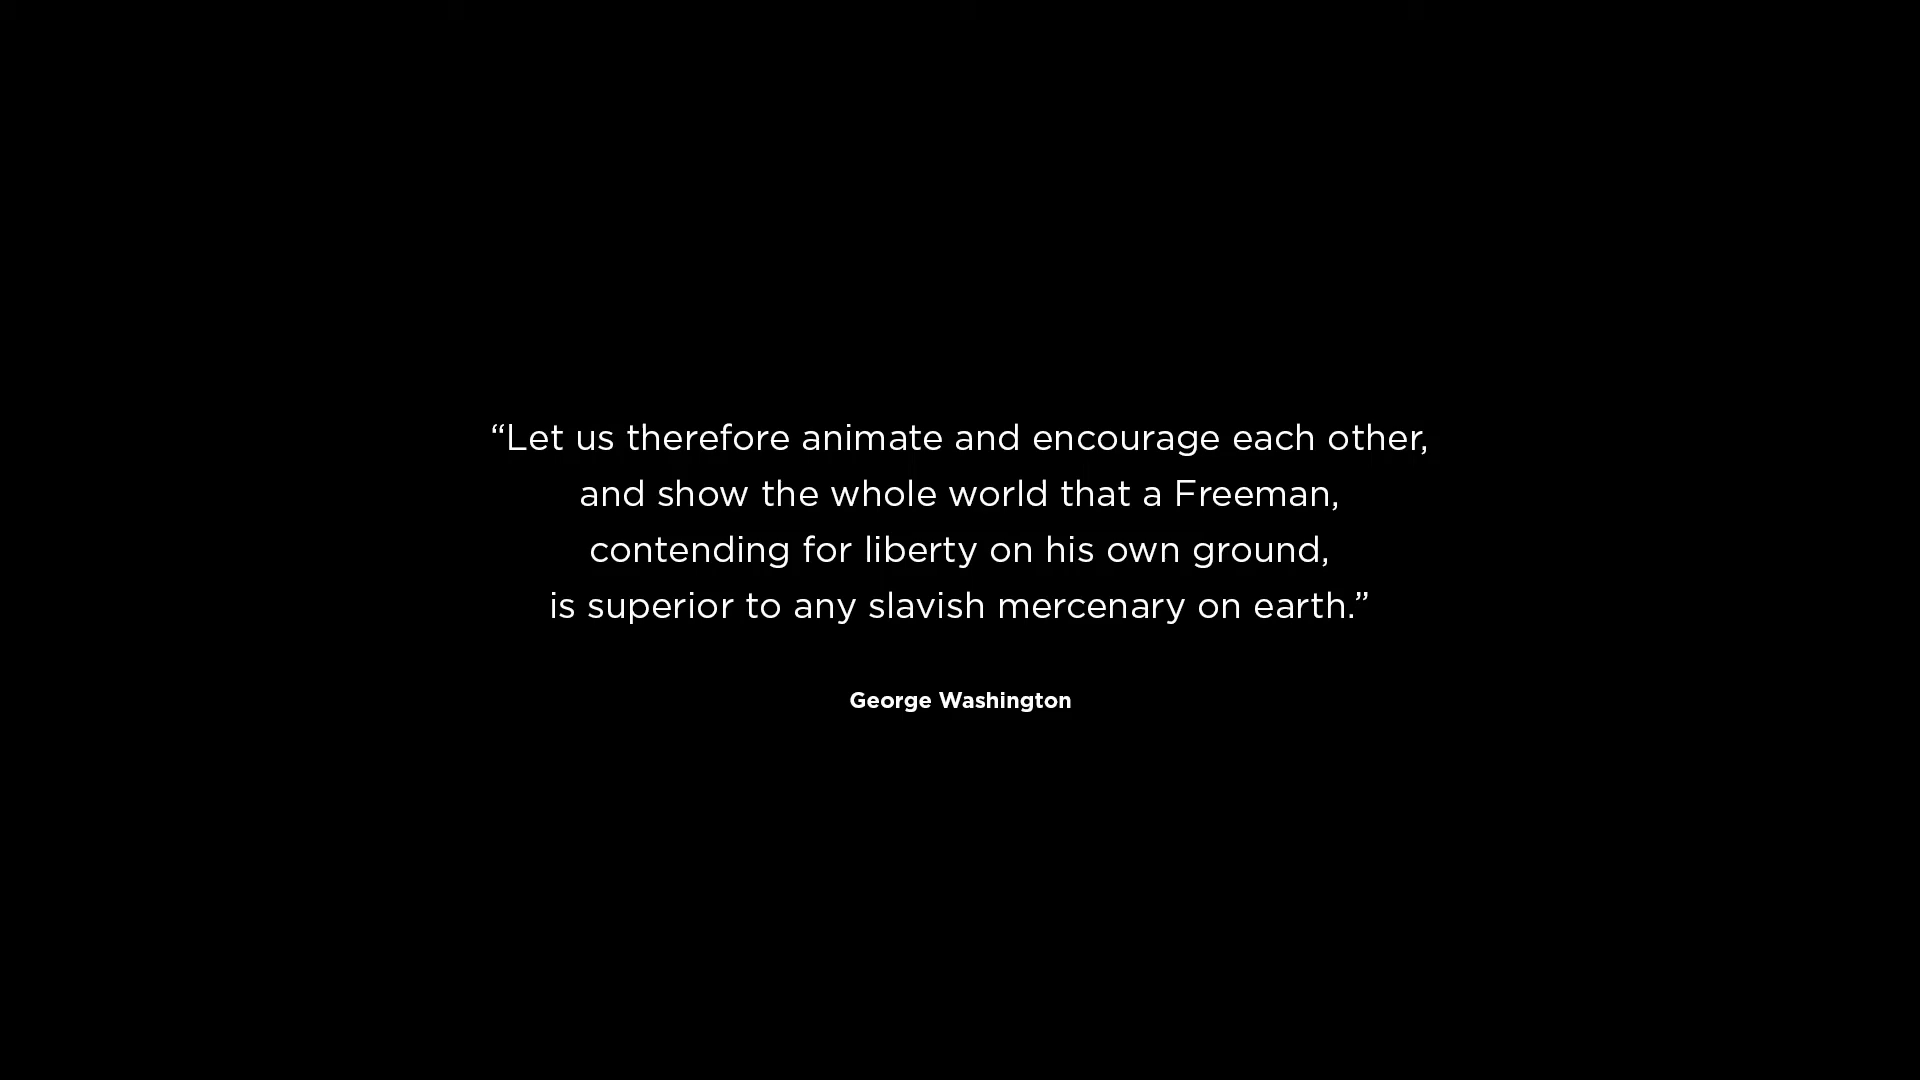 “Let us therefore animate and encourage each other,
and show the whole world that a Freeman,
contending for liberty on his own ground,
is superior to any slavish mercenary on earth.”
George Washington